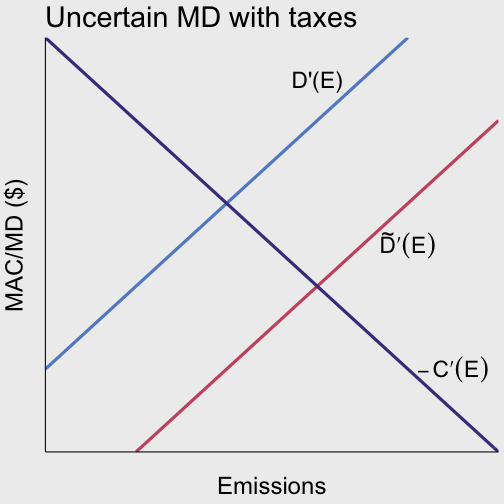 Uncertain MD with taxes
D'(E)
D̃′(E)
–C′(E)
MAC/MD ($)
Emissions